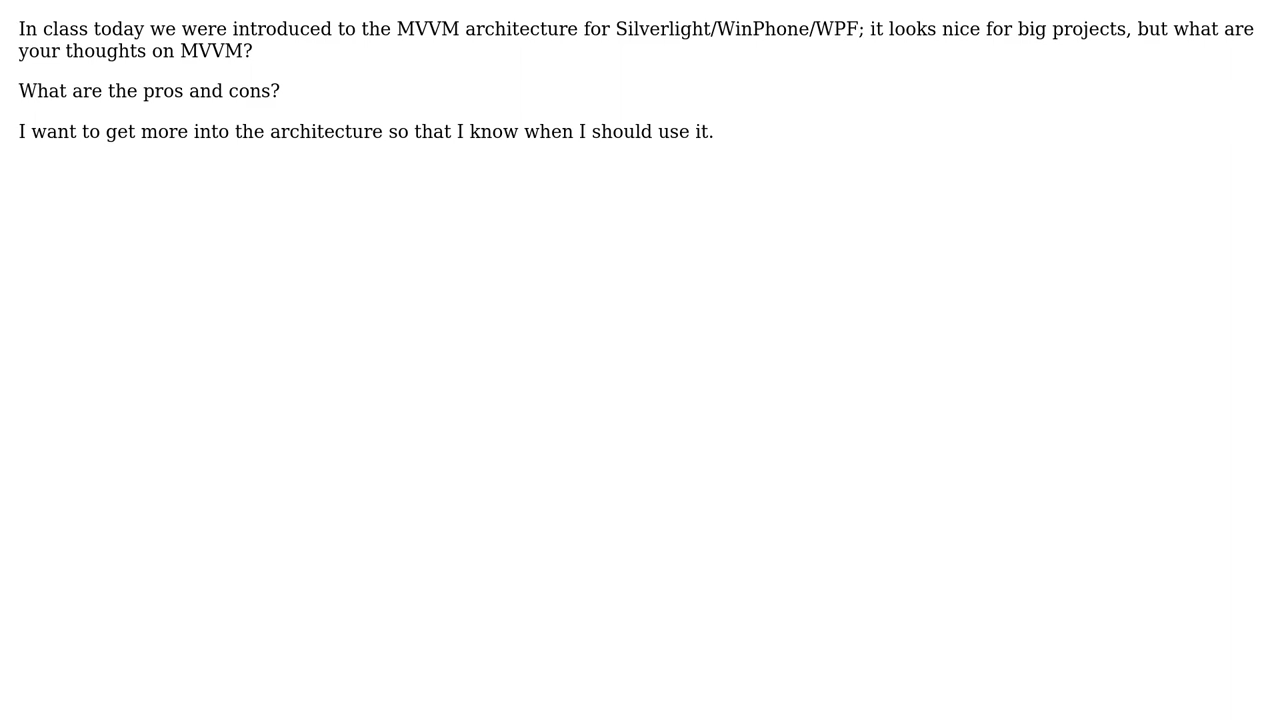 In class today we were introduced to the MVVM architecture for Silverlight/WinPhone/WPF; it looks nice for big projects, but what are
your thoughts on MVVM?
What are the pros and cons?
I want to get more into the architecture so that I know when I should use it.